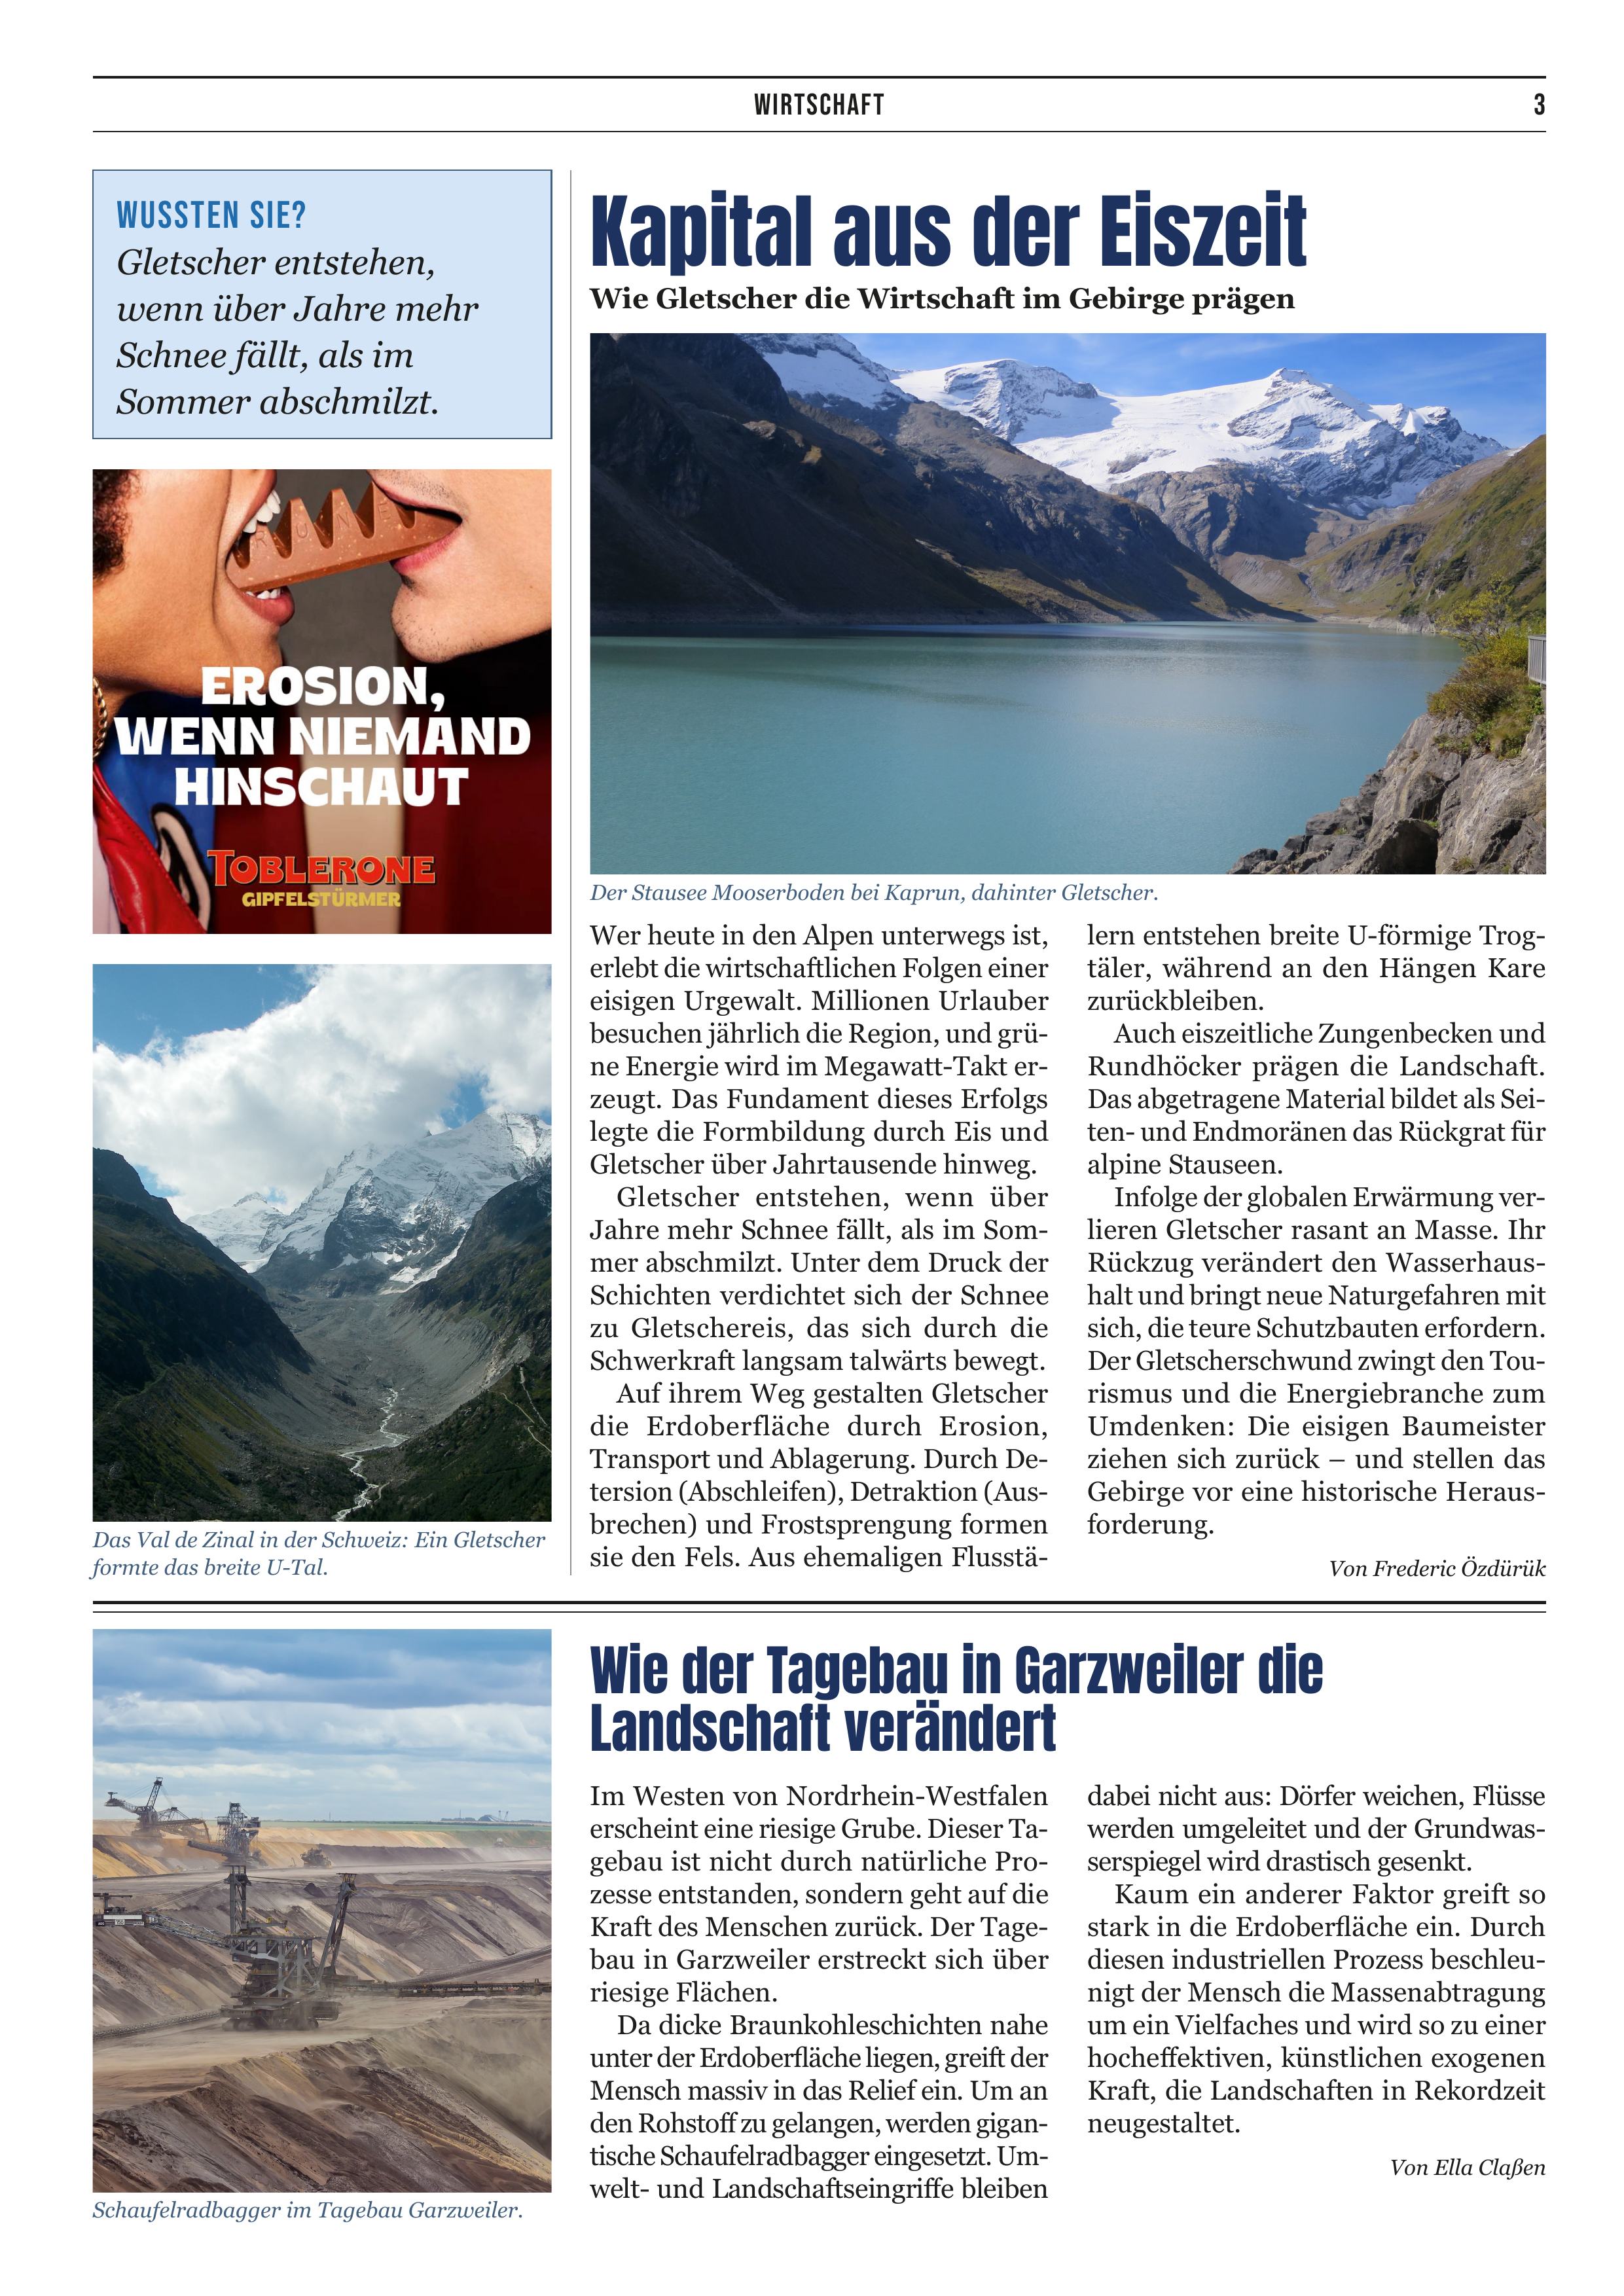 WIRTSCHAFT
3
WUSSTEN SIE?
Gletscher entstehen,
wenn über Jahre mehr
Schnee fällt, als im
Sommer abschmilzt.
EROSION,
WENN NIEMAND
HINSCHAUT
TOBLERONE
GIPFELSTÜRMER
Das Val de Zinal in der Schweiz: Ein Gletscher
formte das breite U-Tal.
Kapital aus der Eiszeit
Wie Gletscher die Wirtschaft im Gebirge prägen
Der Stausee Mooserboden bei Kaprun, dahinter Gletscher.
Wer heute in den Alpen unterwegs ist,
erlebt die wirtschaftlichen Folgen einer
eisigen Urgewalt. Millionen Urlauber
besuchen jährlich die Region, und grü-
ne Energie wird im Megawatt-Takt er-
zeugt. Das Fundament dieses Erfolgs
legte die Formbildung durch Eis und
Gletscher über Jahrtausende hinweg.
Gletscher entstehen, wenn über
Jahre mehr Schnee fällt, als im Som-
mer abschmilzt. Unter dem Druck der
Schichten verdichtet sich der Schnee
zu Gletschereis, das sich durch die
Schwerkraft langsam talwärts bewegt.
Auf ihrem Weg gestalten Gletscher
die Erdoberfläche durch Erosion,
Transport und Ablagerung. Durch De-
tersion (Abschleifen), Detraktion (Aus-
brechen) und Frostsprengung formen
sie den Fels. Aus ehemaligen Flusstä-
lern entstehen breite U-förmige Trog-
täler, während an den Hängen Kare
zurückbleiben.
Auch eiszeitliche Zungenbecken und
Rundhöcker prägen die Landschaft.
Das abgetragene Material bildet als Sei-
ten- und Endmoränen das Rückgrat für
alpine Stauseen.
Infolge der globalen Erwärmung ver-
lieren Gletscher rasant an Masse. Ihr
Rückzug verändert den Wasserhaus-
halt und bringt neue Naturgefahren mit
sich, die teure Schutzbauten erfordern.
Der Gletscherschwund zwingt den Tou-
rismus und die Energiebranche zum
Umdenken: Die eisigen Baumeister
ziehen sich zurück – und stellen das
Gebirge vor eine historische Heraus-
forderung.
Von Frederic Özdürük
Schaufelradbagger im Tagebau Garzweiler.
Wie der Tagebau in Garzweiler die
Landschaft verändert
Im Westen von Nordrhein-Westfalen
erscheint eine riesige Grube. Dieser Ta-
gebau ist nicht durch natürliche Pro-
zesse entstanden, sondern geht auf die
Kraft des Menschen zurück. Der Tage-
bau in Garzweiler erstreckt sich über
riesige Flächen.
Da dicke Braunkohleschichten nahe
unter der Erdoberfläche liegen, greift der
Mensch massiv in das Relief ein. Um an
den Rohstoff zu gelangen, werden gigan-
tische Schaufelradbagger eingesetzt. Um-
welt- und Landschaftseingriffe bleiben
dabei nicht aus: Dörfer weichen, Flüsse
werden umgeleitet und der Grundwas-
serspiegel wird drastisch gesenkt.
Kaum ein anderer Faktor greift so
stark in die Erdoberfläche ein. Durch
diesen industriellen Prozess beschleu-
nigt der Mensch die Massenabtragung
um ein Vielfaches und wird so zu einer
hocheffektiven, künstlichen exogenen
Kraft, die Landschaften in Rekordzeit
neugestaltet.
Von Ella Claßen